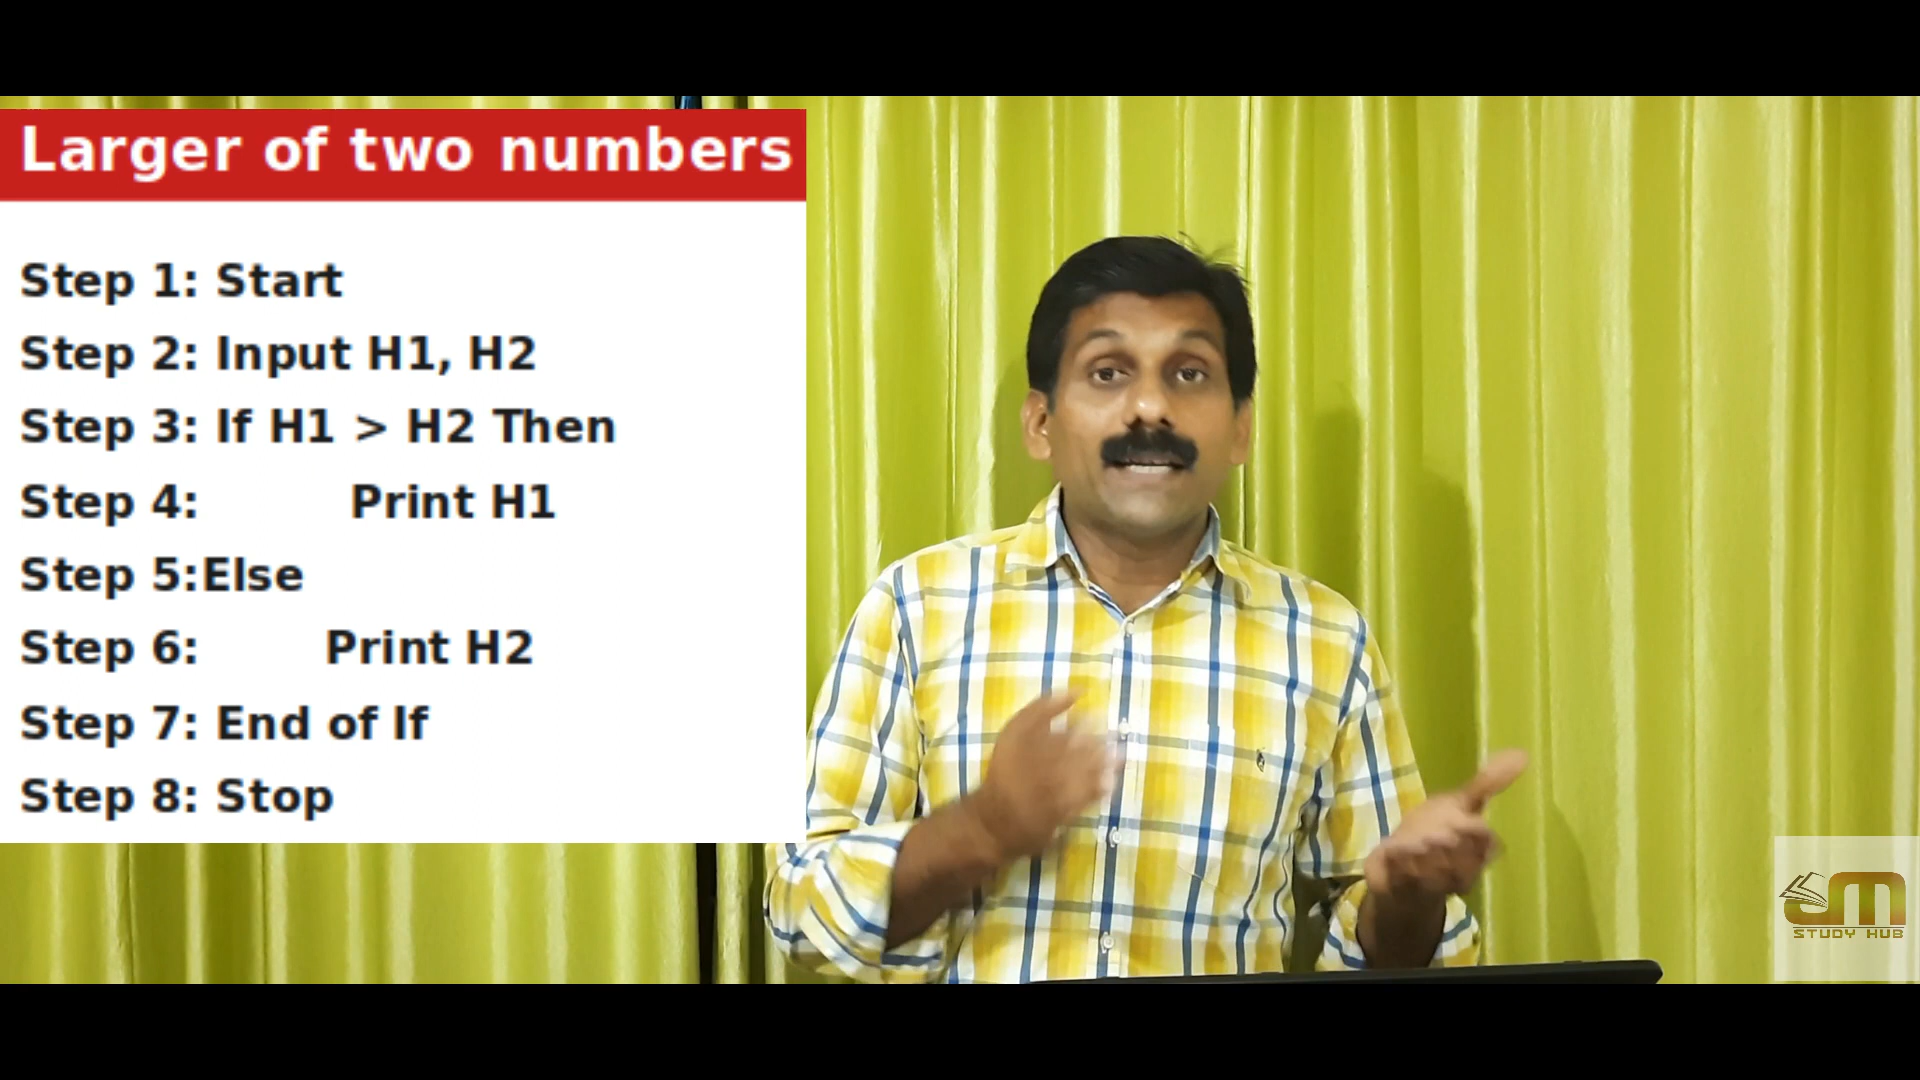 Larger of two numbers
Step 1: Start
Step 2: Input H1, H2
Step 3: If H1 > H2 Then
Step 4: Print H1
Step 5:Else
Step 6: Print H2
Step 7: End of If
Step 8: Stop
STUDY HUB